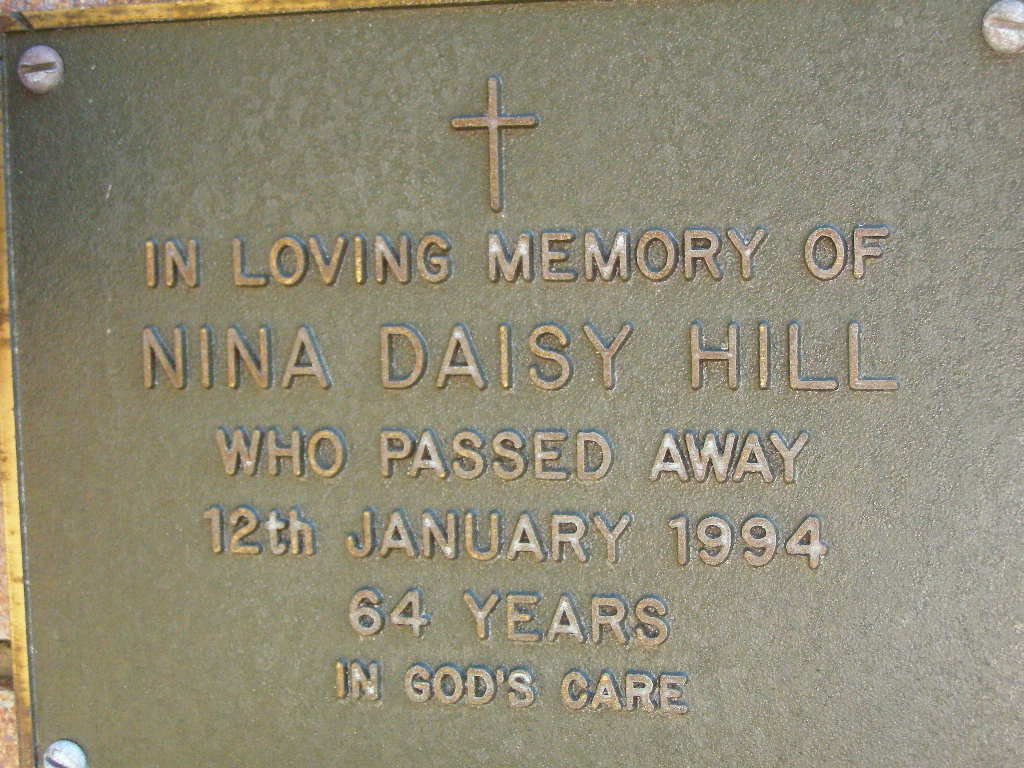 IN LOVING MEMORY OF
NINA DAISY HILL
WHO PASSED AWAY
12th JANUARY 1994
64 YEARS
IN GOD'S CARE